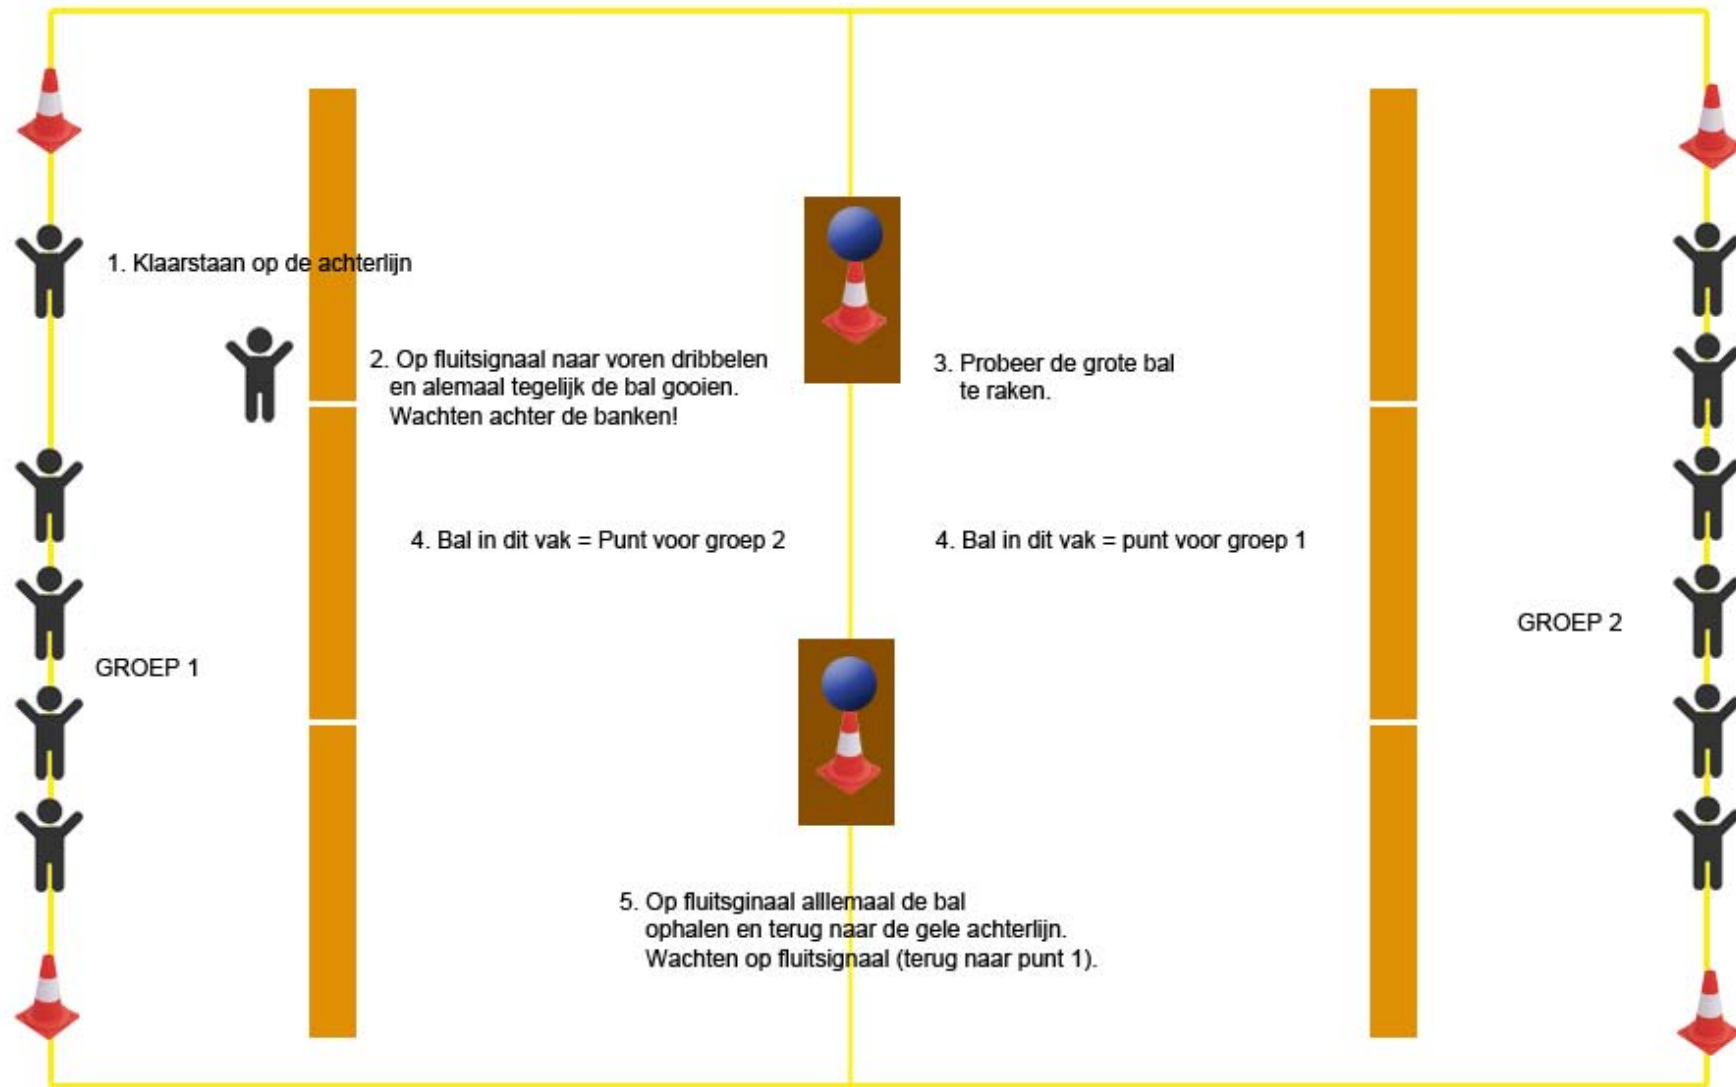 1. Klaarstaan op de achterlijn
2. Op fluitsignaal naar voren dribbelen
en alemaal tegelijk de bal gooien.
Wachten achter de banken!
3. Probeer de grote bal
te raken.
4. Bal in dit vak = Punt voor groep 2
4. Bal in dit vak = punt voor groep 1
GROEP 1
GROEP 2
5. Op fluitsginaal alllemaal de bal
ophalen en terug naar de gele achterlijn.
Wachten op fluitsignaal (terug naar punt 1).